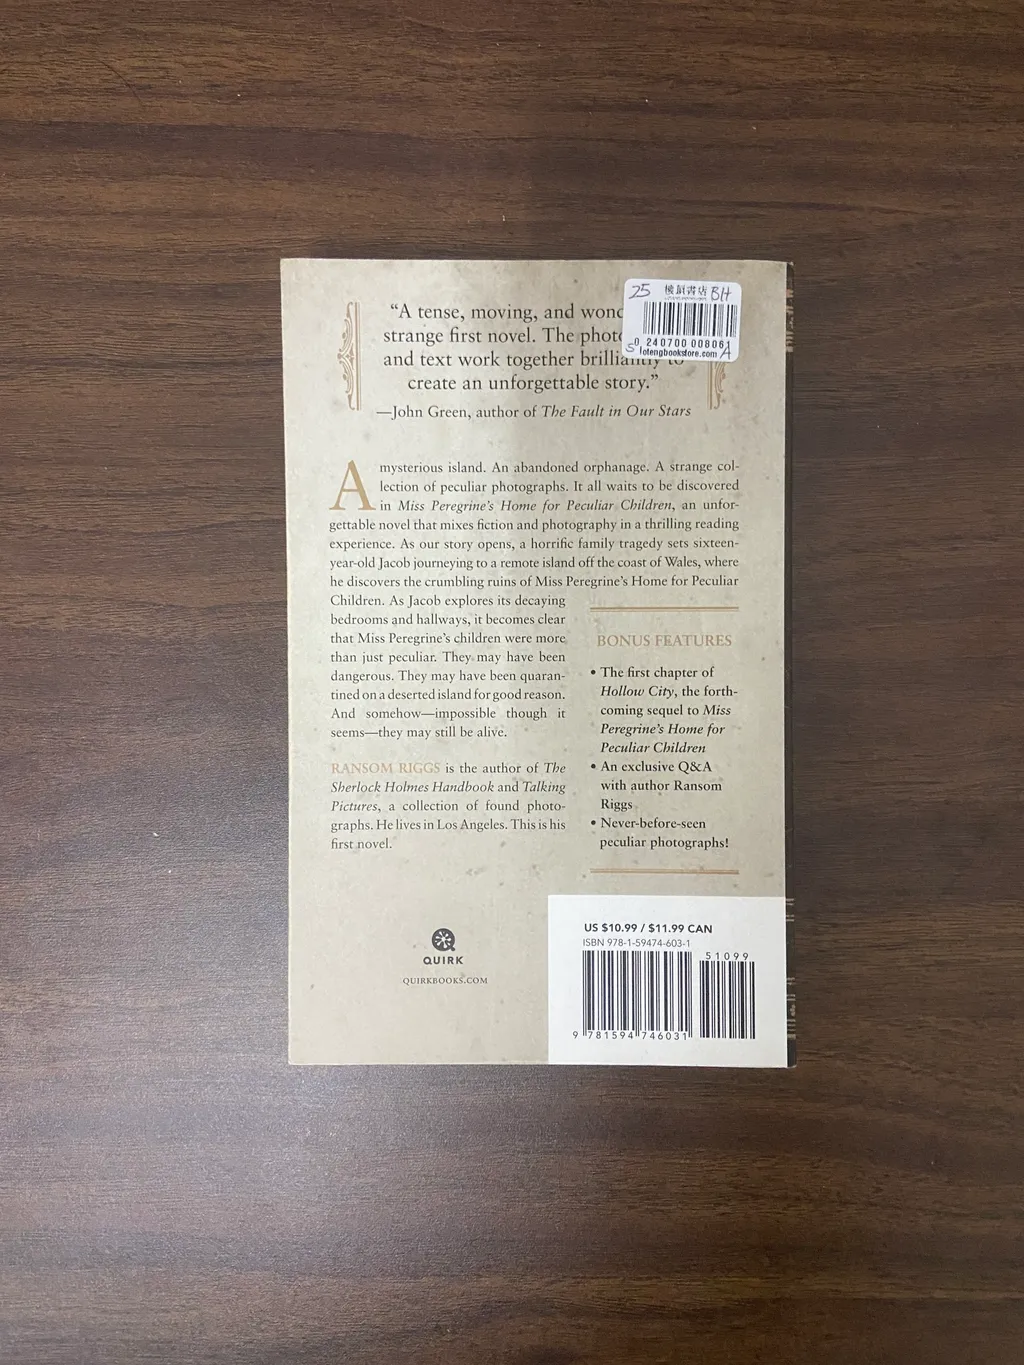 “A tense, moving, and
strange first novel. The
and text work together brilliantly to
create an unforgettable story.”
—John Green, author of The Fault in Our Stars
25 樓頂書店 BH
0 240700 008061
S lotengbookstore.com A
A mysterious island. An abandoned orphanage. A strange col-
lection of peculiar photographs. It all waits to be discovered
in Miss Peregrine’s Home for Peculiar Children, an unfor-
gettable novel that mixes fiction and photography in a thrilling reading
experience. As our story opens, a horrific family tragedy sets sixteen-
year-old Jacob journeying to a remote island off the coast of Wales, where
he discovers the crumbling ruins of Miss Peregrine’s Home for Peculiar
Children. As Jacob explores its decaying
bedrooms and hallways, it becomes clear
that Miss Peregrine’s children were more
than just peculiar. They may have been
dangerous. They may have been quaran-
tined on a deserted island for good reason.
And somehow—impossible though it
seems—they may still be alive.
RANSOM RIGGS is the author of The
Sherlock Holmes Handbook and Talking
Pictures, a collection of found photo-
graphs. He lives in Los Angeles. This is his
first novel.
BONUS FEATURES
• The first chapter of
Hollow City, the forth-
coming sequel to Miss
Peregrine’s Home for
Peculiar Children
• An exclusive Q&A
with author Ransom
Riggs
• Never-before-seen
peculiar photographs!
QUIRK
QUIRKBOOKS.COM
US $10.99 / $11.99 CAN
ISBN 978-1-59474-603-1
51099
9 781594 746031